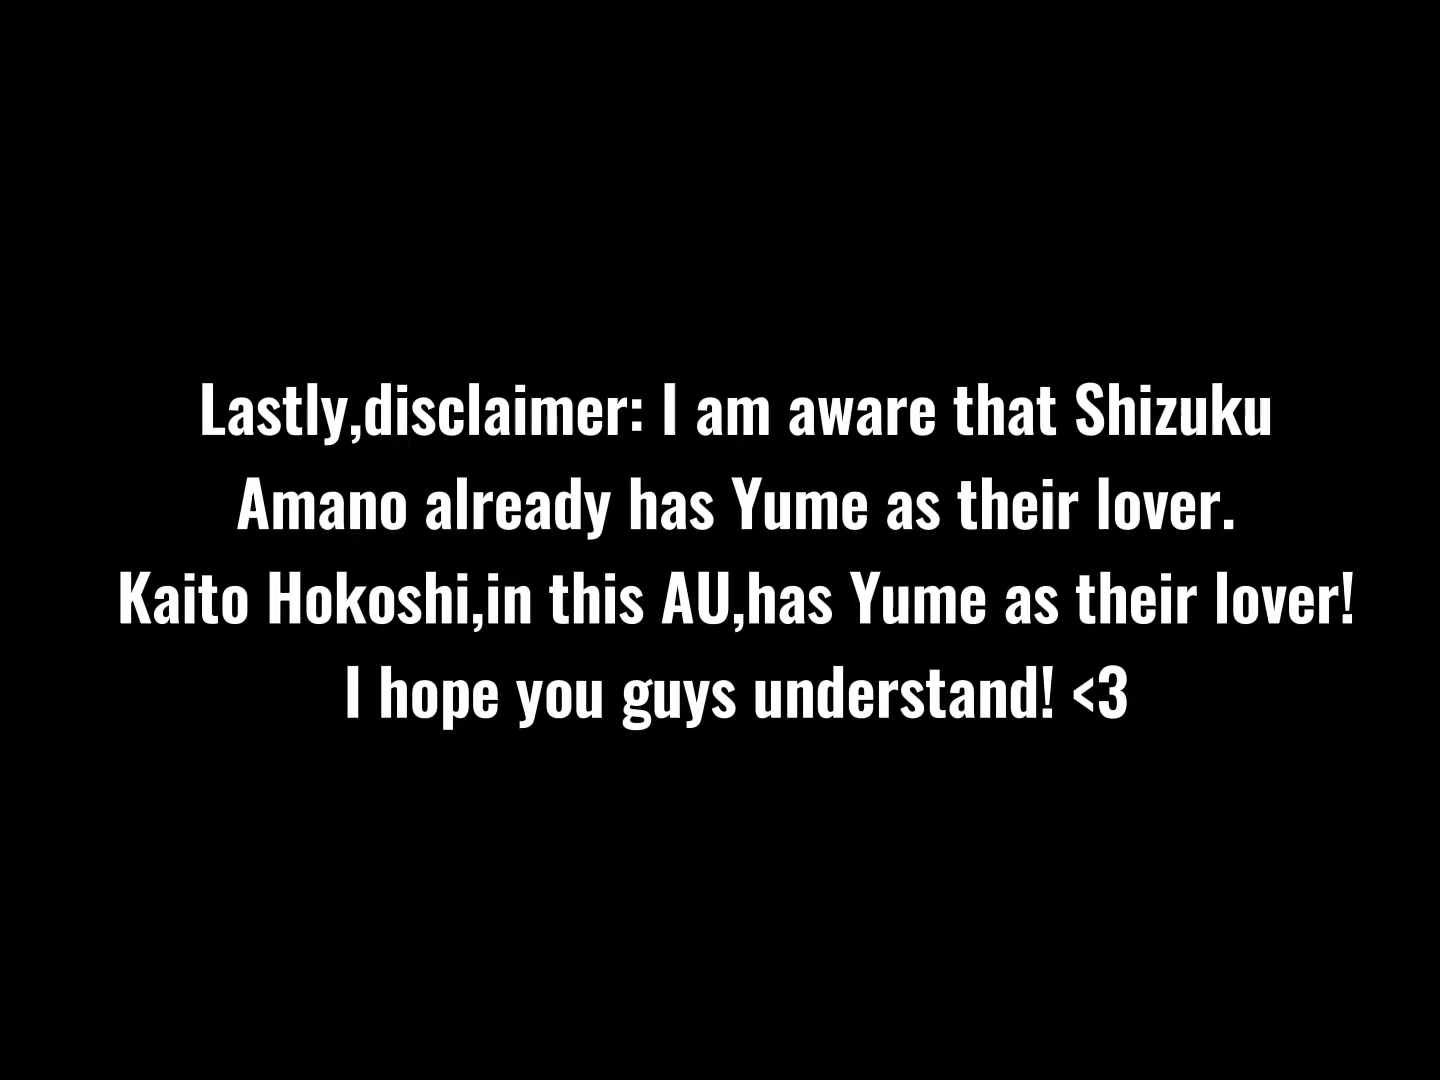 Lastly,disclaimer: I am aware that Shizuku
Amano already has Yume as their lover.
Kaito Hokoshi,in this AU,has Yume as their lover!
I hope you guys understand! <3